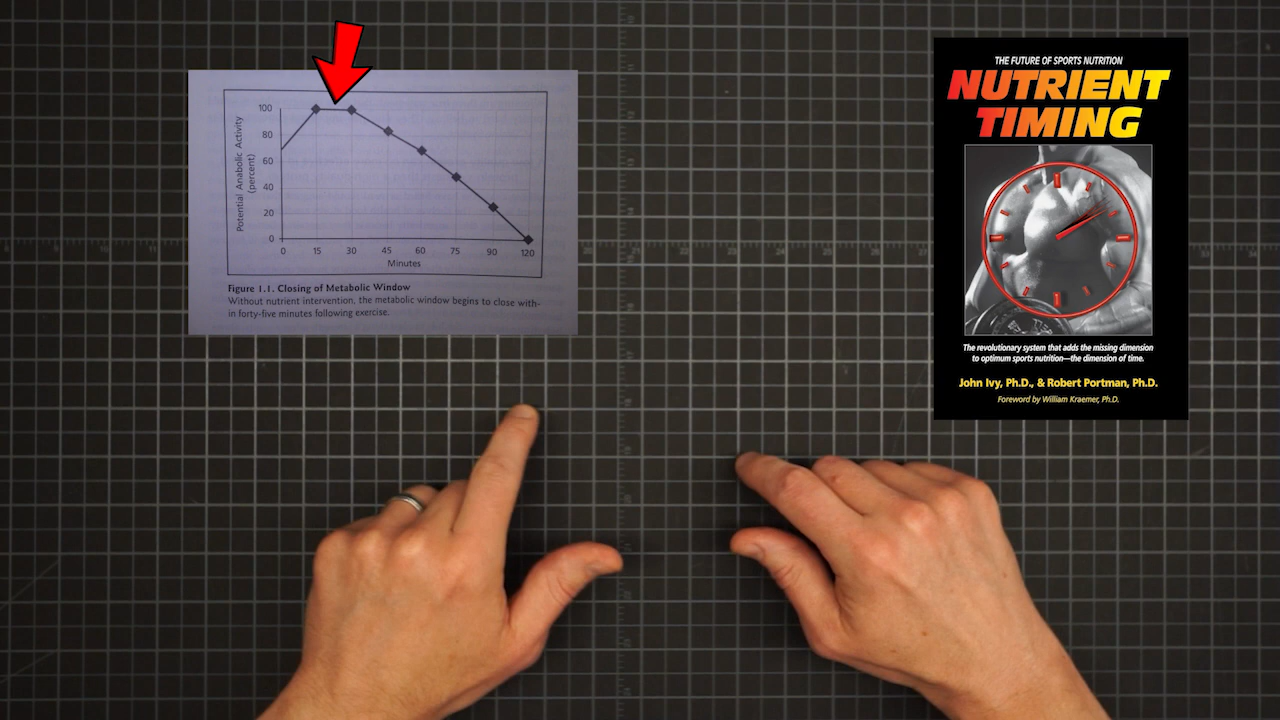 100
80
60
40
20
0
Potential Anabolic Activity
(percent)
0 15 30 45 60 75 90 120
Minutes
Figure 1.1. Closing of Metabolic Window
Without nutrient intervention, the metabolic window begins to close with-
in forty-five minutes following exercise.
THE FUTURE OF SPORTS NUTRITION
NUTRIENT
TIMING
The revolutionary system that adds the missing dimension
to optimum sports nutrition—the dimension of time.
John Ivy, Ph.D., & Robert Portman, Ph.D.
Foreword by William Kraemer, Ph.D.